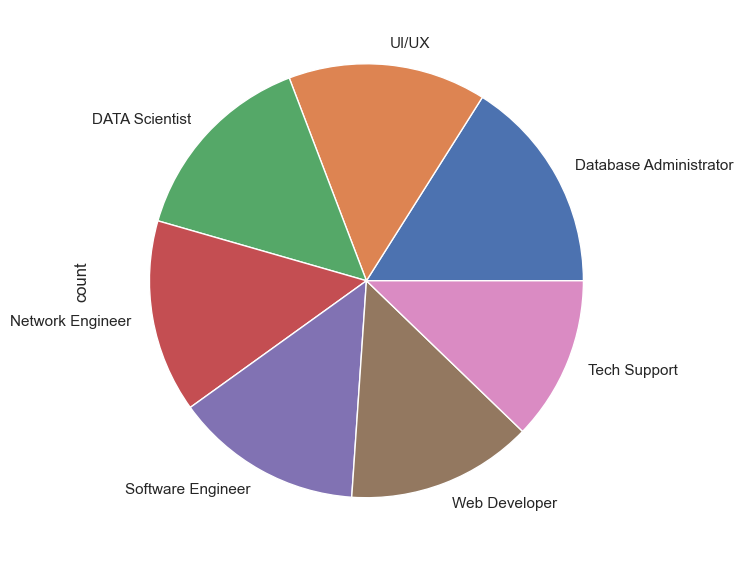 UI/UX
DATA Scientist
Database Administrator
count
Network Engineer
Tech Support
Software Engineer
Web Developer